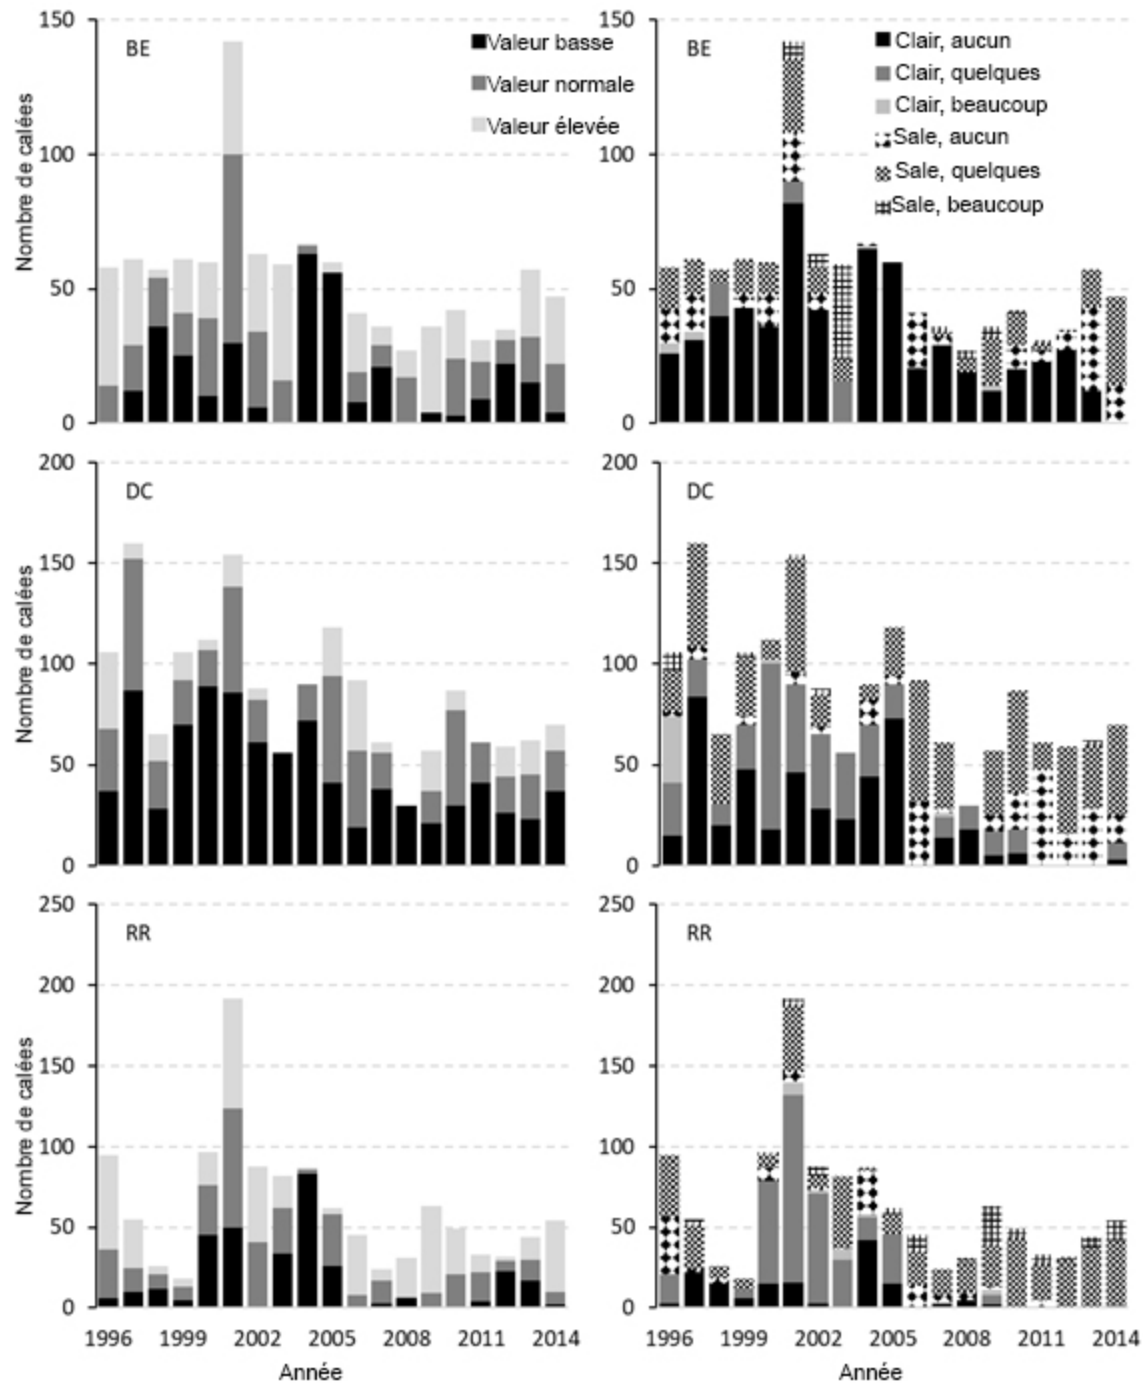 150
BE
Valeur basse
Valeur normale
Valeur élevée
100
50
0
Nombre de calées
150
BE
Clair, aucun
Clair, quelques
Clair, beaucoup
Sale, aucun
Sale, quelques
Sale, beaucoup
100
50
0
200
DC
150
100
50
0
Nombre de calées
200
DC
150
100
50
0
250
RR
200
150
100
50
0
Nombre de calées
1996 1999 2002 2005 2008 2011 2014
Année
250
RR
200
150
100
50
0
1996 1999 2002 2005 2008 2011 2014
Année